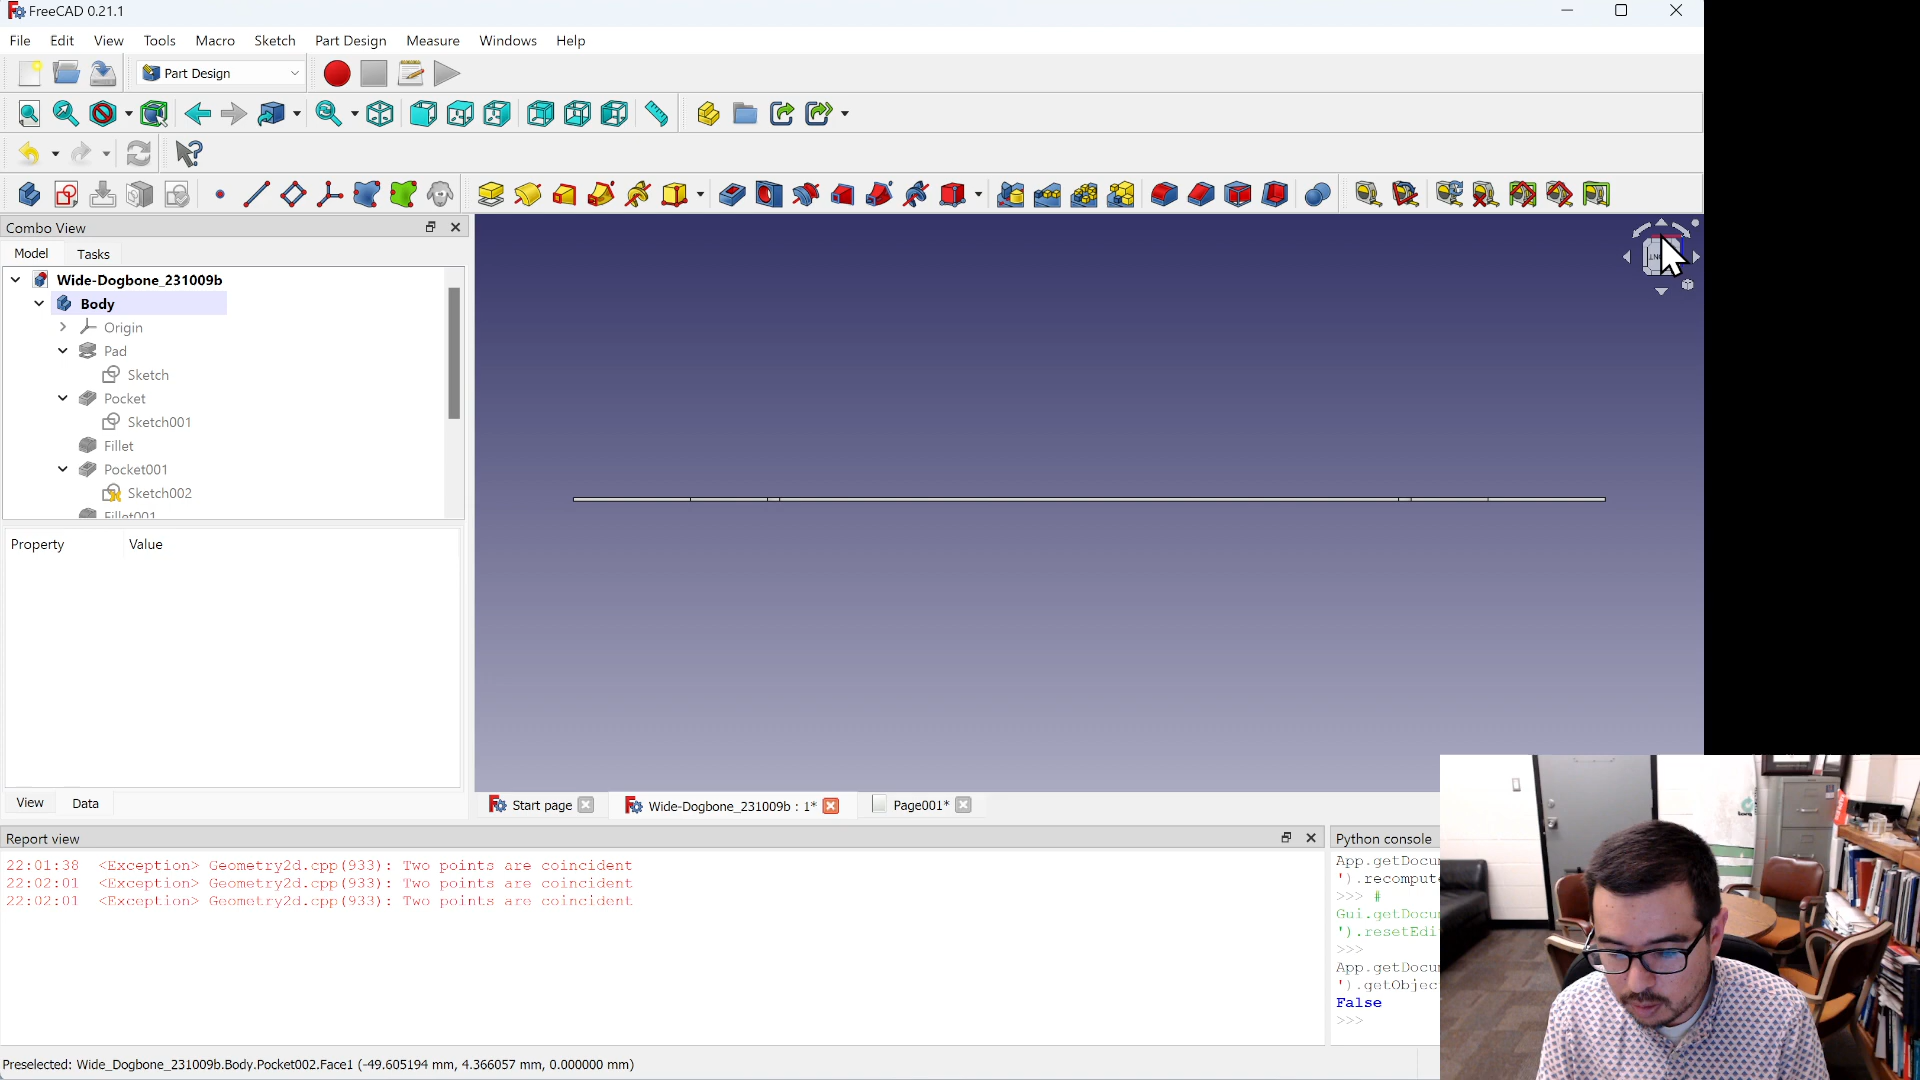 FreeCAD 0.21.1
File Edit View Tools Macro Sketch Part Design Measure Windows Help
Part Design
Combo View
Model Tasks
Wide-Dogbone_231009b
Body
Origin
Pad
Sketch
Pocket
Sketch001
Fillet
Pocket001
Sketch002
Fillet001
Property Value
View Data
Start page Wide-Dogbone_231009b : 1* Page001*
Report view
22:01:38 <Exception> Geometry2d.cpp(933): Two points are coincident
22:02:01 <Exception> Geometry2d.cpp(933): Two points are coincident
22:02:01 <Exception> Geometry2d.cpp(933): Two points are coincident
Python console
App.getDocu
').recompute
>>> #
Gui.getDocu
').resetEdi
>>>
App.getDocu
').getObjec
False
>>>
Preselected: Wide_Dogbone_231009b.Body.Pocket002.Face1 (-49.605194 mm, 4.366057 mm, 0.000000 mm)